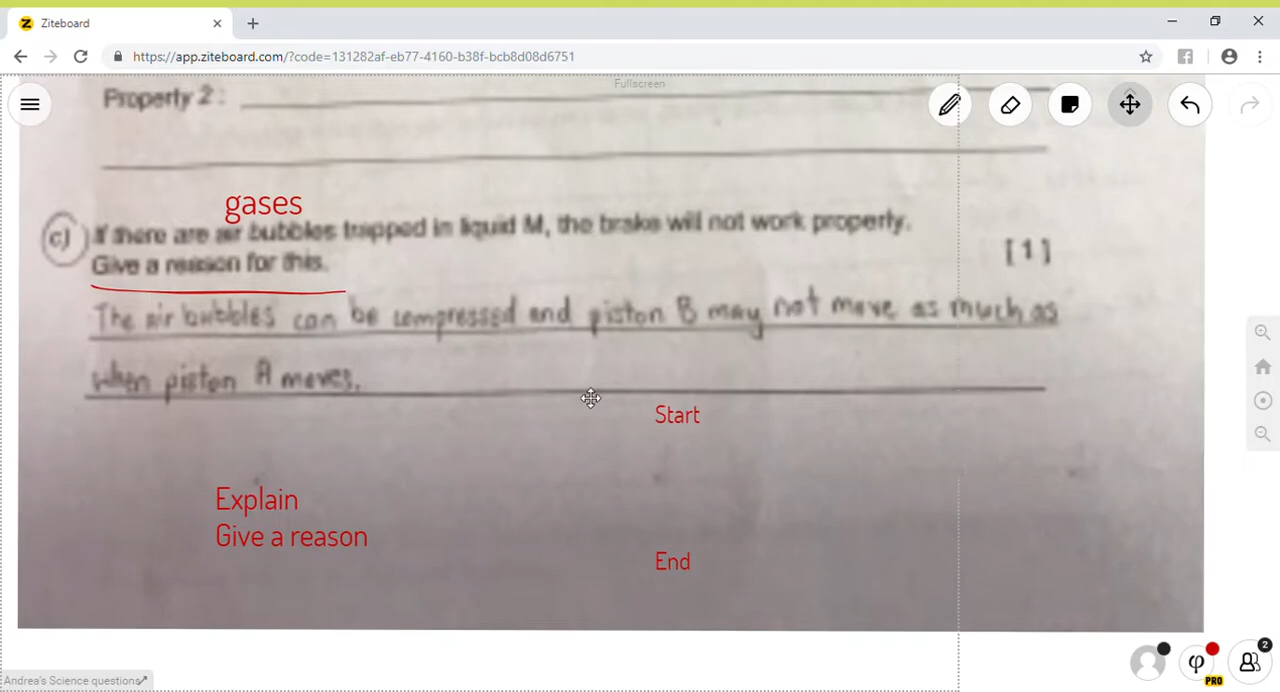 Ziteboard
https://app.ziteboard.com/?code=131282af-eb77-4160-b38f-bcb8d08d6751
Fullscreen
Property 2 :
gases
(c) If there are air bubbles trapped in liquid M, the brake will not work properly.
Give a reason for this.
[1]
The air bubbles can be compressed and piston B may not move as much as
when piston A moves.
Start
Explain
Give a reason
End
2
PRO
Andrea's Science questions